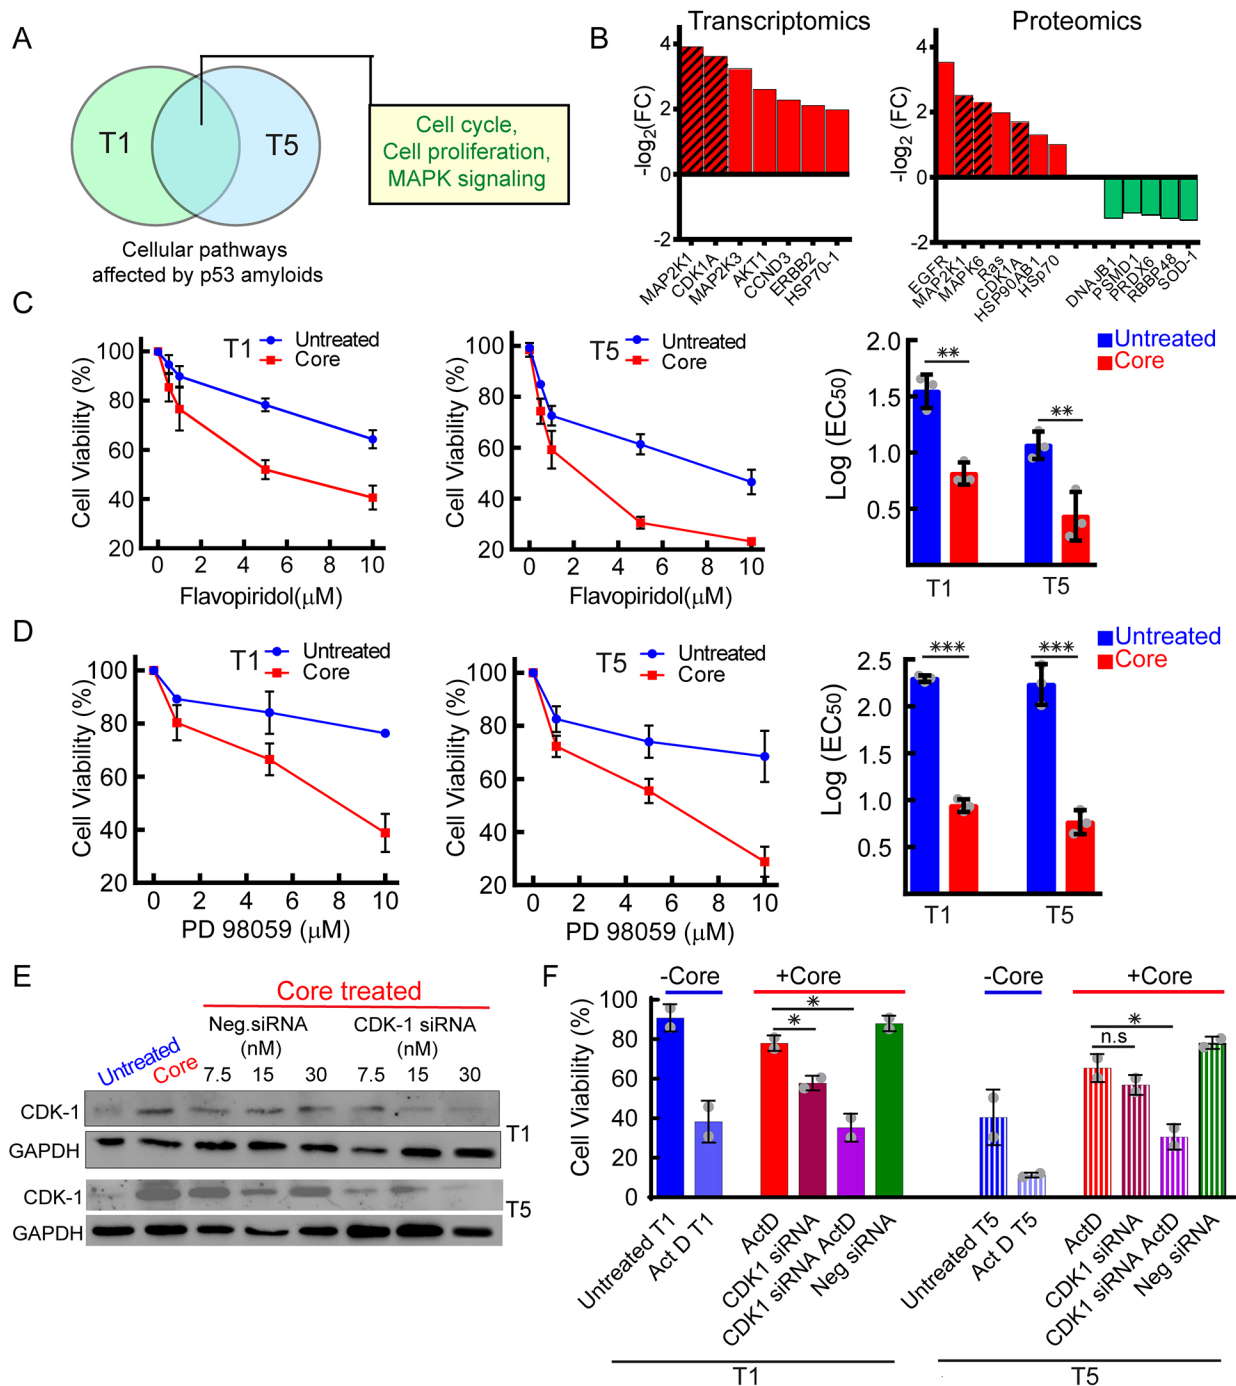 A
T1
T5
Cell cycle,
Cell proliferation,
MAPK signaling
Cellular pathways
affected by p53 amyloids
B
Transcriptomics
-log2(FC)
4
2
0
-2
MAP2K1
CDK1A
MAP2K3
AKT1
CCND3
ERBB2
HSP70-1
Proteomics
-log2 (FC)
4
2
0
-2
EGFR
MAP2K1
MAPK6
Ras
CDK1A
HSP90AB1
HSp70
DNAJB1
PSMD1
PRDX6
RBBP48
SOD-1
C
T1
Untreated
Core
Cell Viability (%)
100
80
60
40
20
0 2 4 6 8 10
Flavopiridol(μM)
T5
Untreated
Core
Cell Viability (%)
100
80
60
40
20
0 2 4 6 8 10
Flavopiridol(μM)
Untreated
Core
Log (EC50)
2.0
1.5
1.0
0.5
**
**
T1 T5
D
T1
Untreated
Core
Cell Viability (%)
100
80
60
40
20
0 2 4 6 8 10
PD 98059 (μM)
T5
Untreated
Core
Cell Viability (%)
100
80
60
40
20
0 2 4 6 8 10
PD 98059 (μM)
Untreated
Core
Log (EC50)
2.5
2.0
1.5
1.0
0.5
***
***
T1 T5
E
Core treated
Neg.siRNA CDK-1 siRNA
(nM) (nM)
Untreated
Core
7.5 15 30 7.5 15 30
CDK-1
T1
GAPDH
CDK-1
T5
GAPDH
F
-Core +Core -Core +Core
Cell Viability (%)
100
80
60
40
20
0
*
*
n.s
*
Untreated T1
Act D T1
ActD
CDK1 siRNA
CDK1 siRNA ActD
Neg siRNA
Untreated T5
Act D T5
ActD
CDK1 siRNA
CDK1 siRNA ActD
Neg siRNA
T1 T5